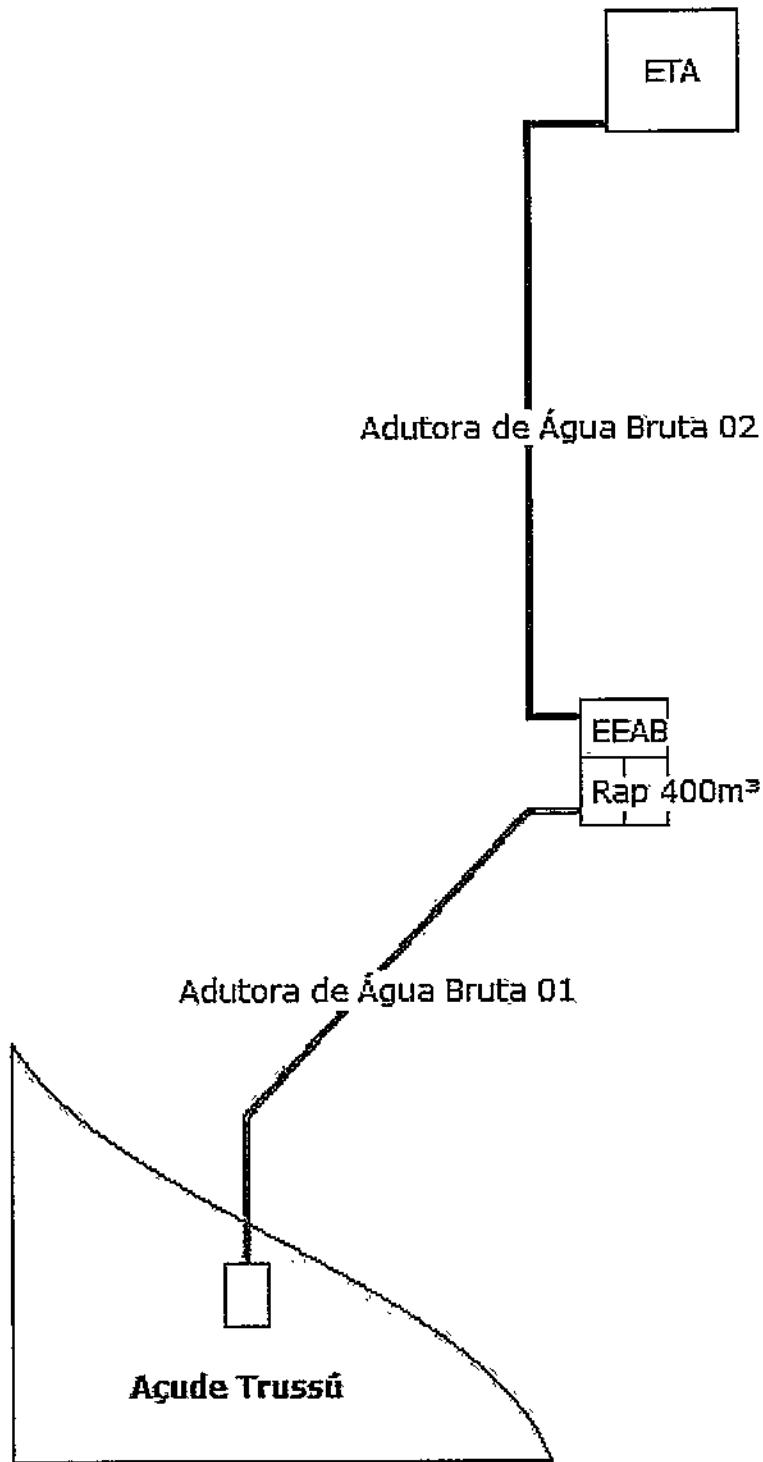 ETA
Adutora de Água Bruta 02
EEAB
Rap 400m³
Adutora de Água Bruta 01
Açude Trussú